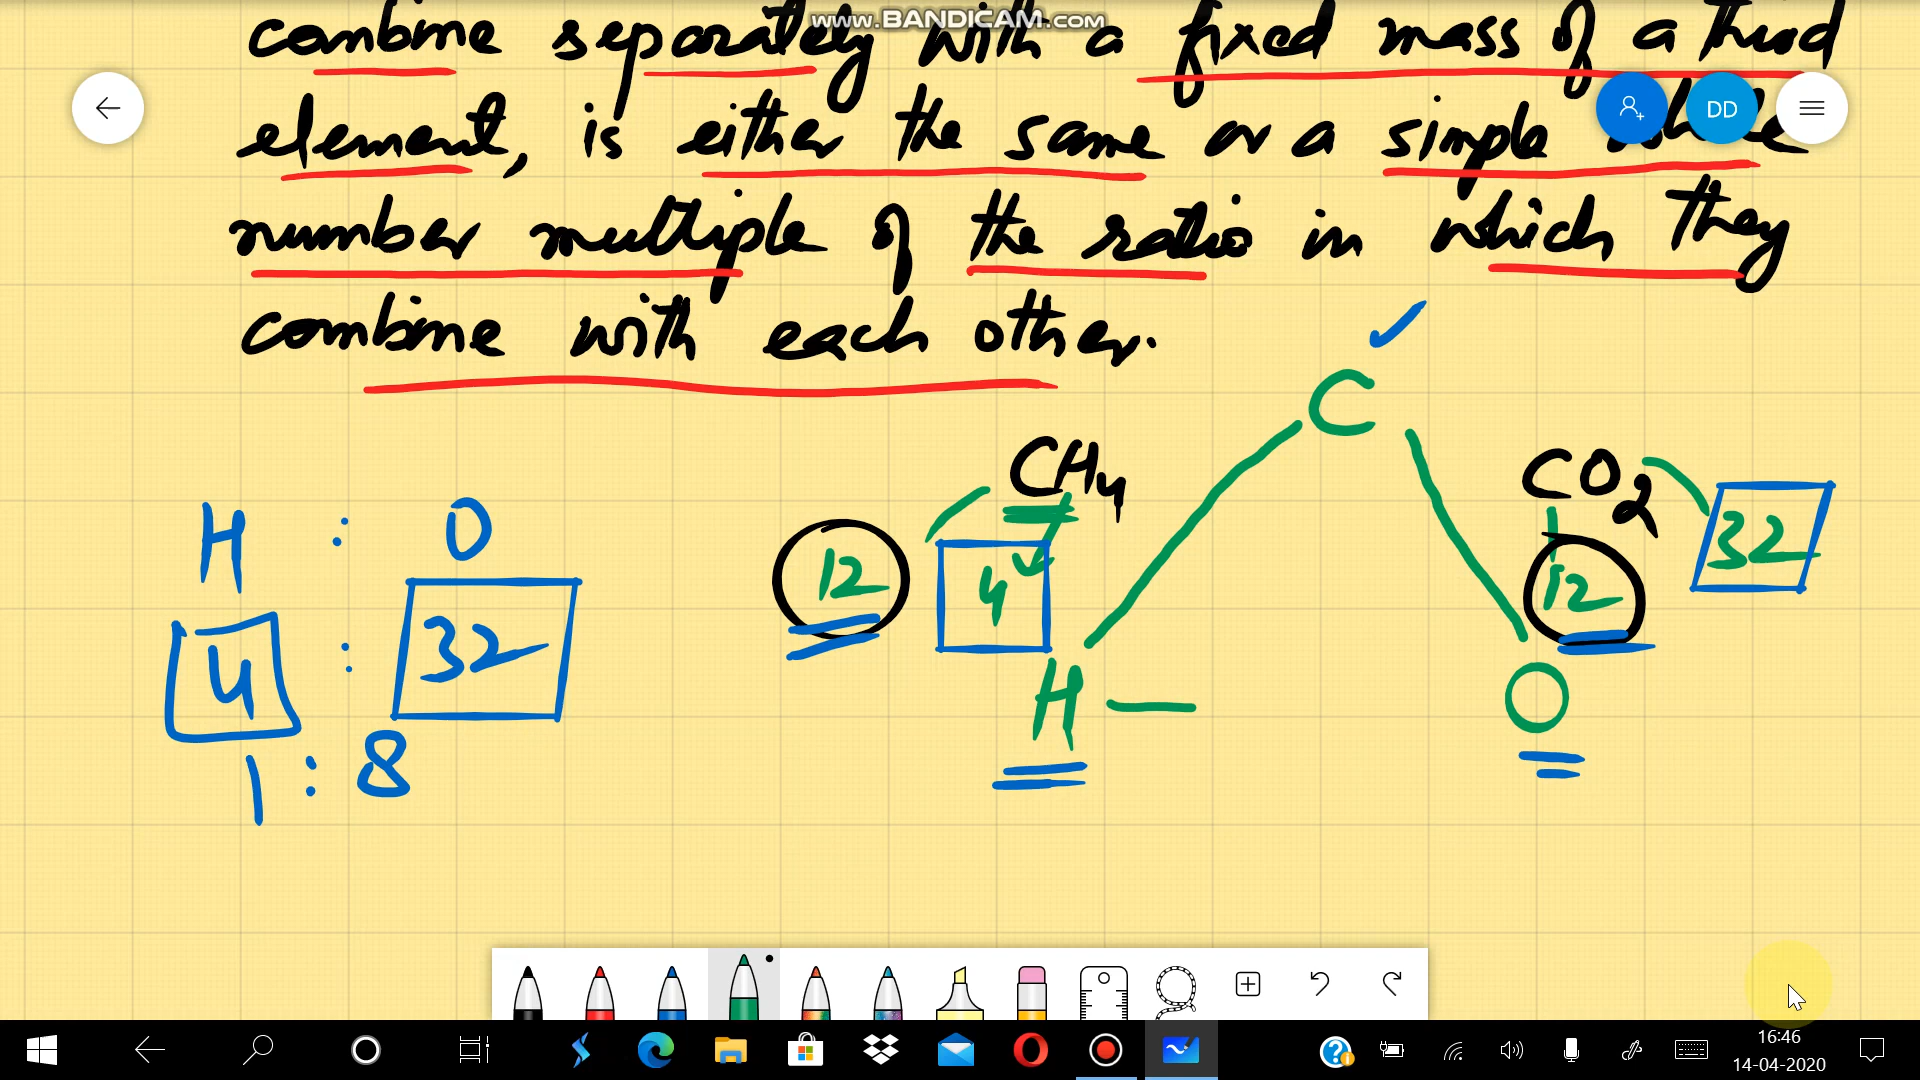 www.BANDICAM.com
combine separately with a fixed mass of a third
DD
element, is either the same or a simple whole
number multiple of the ratio in which they
combine with each other.
C
CH4
CO2
H : O
12
4
12
32
4 : 32
H
O
1 : 8
16:46
14-04-2020